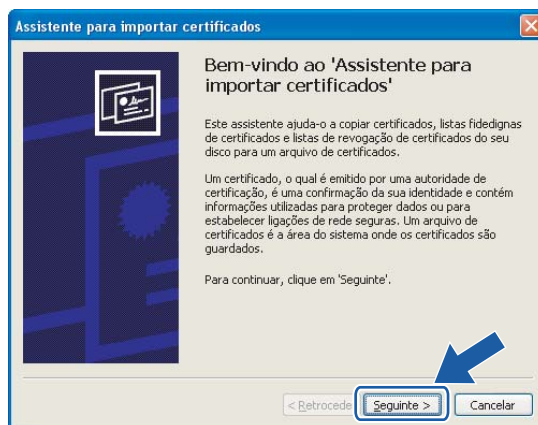 Assistente para importar certificados
Bem-vindo ao 'Assistente para
importar certificados'
Este assistente ajuda-o a copiar certificados, listas fidedignas
de certificados e listas de revogação de certificados do seu
disco para um arquivo de certificados.
Um certificado, o qual é emitido por uma autoridade de
certificação, é uma confirmação da sua identidade e contém
informações utilizadas para proteger dados ou para
estabelecer ligações de rede seguras. Um arquivo de
certificados é a área do sistema onde os certificados são
guardados.
Para continuar, clique em 'Seguinte'.
< Retrocede Seguinte > Cancelar